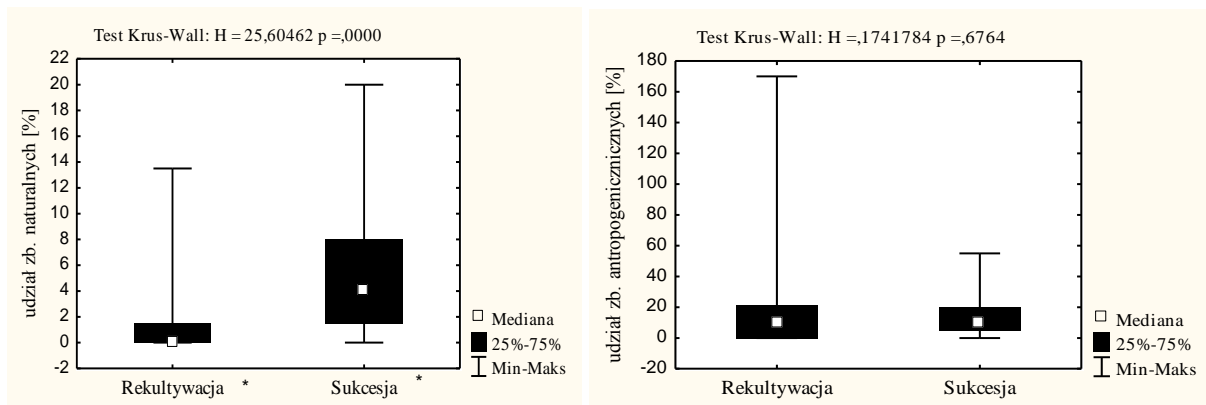 Test Krus-Wall: H = 25,60462 p =,0000
udział zb. naturalnych [%]
22
20
18
16
14
12
10
8
6
4
2
0
-2
Rekultywacja * Sukcesja *
Mediana
25%-75%
Min-Maks
Test Krus-Wall: H =,1741784 p =,6764
udział zb. antropogenicznych [%]
180
160
140
120
100
80
60
40
20
0
-20
Rekultywacja Sukcesja
Mediana
25%-75%
Min-Maks